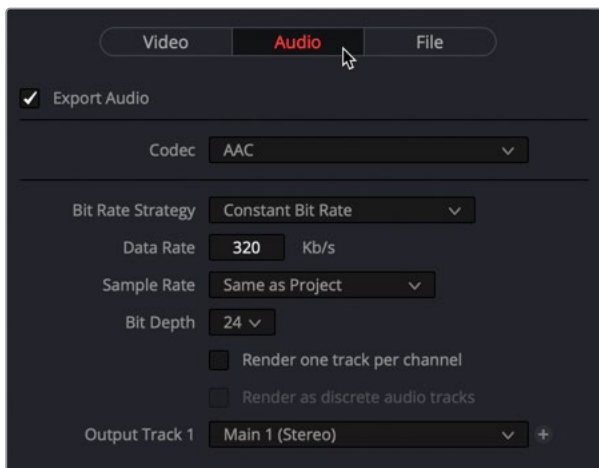 Video Audio File
Export Audio
Codec AAC
Bit Rate Strategy Constant Bit Rate
Data Rate 320 Kb/s
Sample Rate Same as Project
Bit Depth 24
Render one track per channel
Render as discrete audio tracks
Output Track 1 Main 1 (Stereo) +